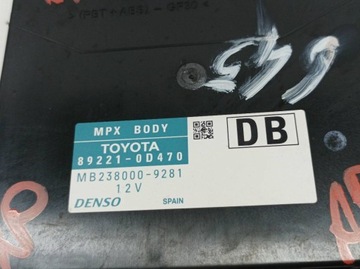 MPX BODY
TOYOTA
89221-0D470
MB238000-9281
12V
DENSO
SPAIN
DB